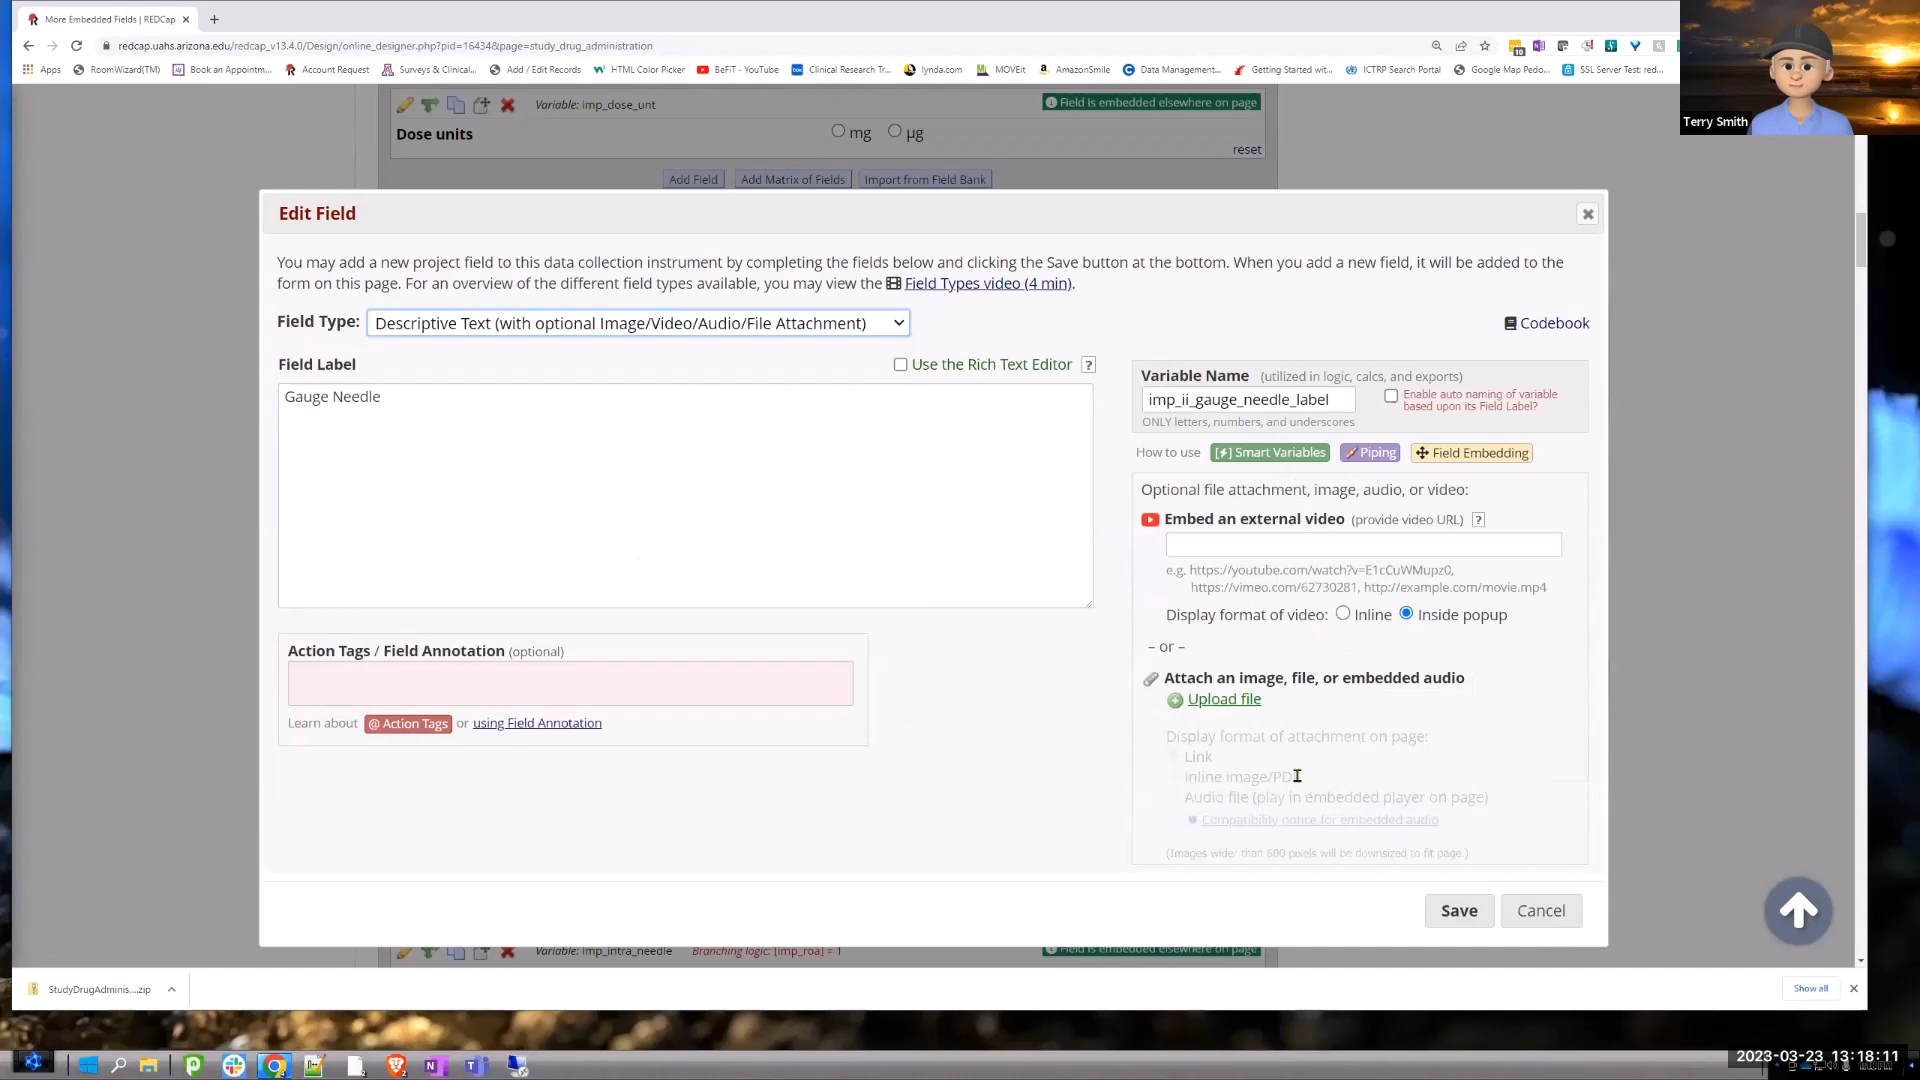 More Embedded Fields | REDCap
redcap.uahs.arizona.edu/redcap_v13.4.0/Design/online_designer.php?pid=16434&page=study_drug_administration
Apps RoomWizard(TM) Book an Appointm... Account Request Surveys & Clinical... Add / Edit Records HTML Color Picker BeFiT - YouTube Clinical Research Tr... lynda.com MOVEit AmazonSmile Data Management... Getting Started wit... ICTRP Search Portal Google Map Pedo... SSL Server Test: red...
Terry Smith
Variable: imp_dose_unt Field is embedded elsewhere on page
Dose units mg µg
reset
Add Field Add Matrix of Fields Import from Field Bank
Edit Field
You may add a new project field to this data collection instrument by completing the fields below and clicking the Save button at the bottom. When you add a new field, it will be added to the
form on this page. For an overview of the different field types available, you may view the Field Types video (4 min).
Field Type: Descriptive Text (with optional Image/Video/Audio/File Attachment) Codebook
Field Label Use the Rich Text Editor ?
Gauge Needle
Variable Name (utilized in logic, calcs, and exports)
imp_ii_gauge_needle_label
Enable auto naming of variable
based upon its Field Label?
ONLY letters, numbers, and underscores
How to use [⚡] Smart Variables Piping Field Embedding
Optional file attachment, image, audio, or video:
Embed an external video (provide video URL) ?
e.g. https://youtube.com/watch?v=E1cCuWMupz0,
https://vimeo.com/62730281, http://example.com/movie.mp4
Display format of video: Inline Inside popup
– or –
Attach an image, file, or embedded audio
Upload file
Display format of attachment on page:
Link
Inline image/PD
Audio file (play in embedded player on page)
Compatibility notice for embedded audio
(Images wider than 600 pixels will be downsized to fit page.)
Action Tags / Field Annotation (optional)
Learn about @ Action Tags or using Field Annotation
Save Cancel
Variable: imp_intra_needle Branching logic: [imp_roa] = 1 Field is embedded elsewhere on page
StudyDrugAdminis....zip
Show all
2023-03-23 13:18:11